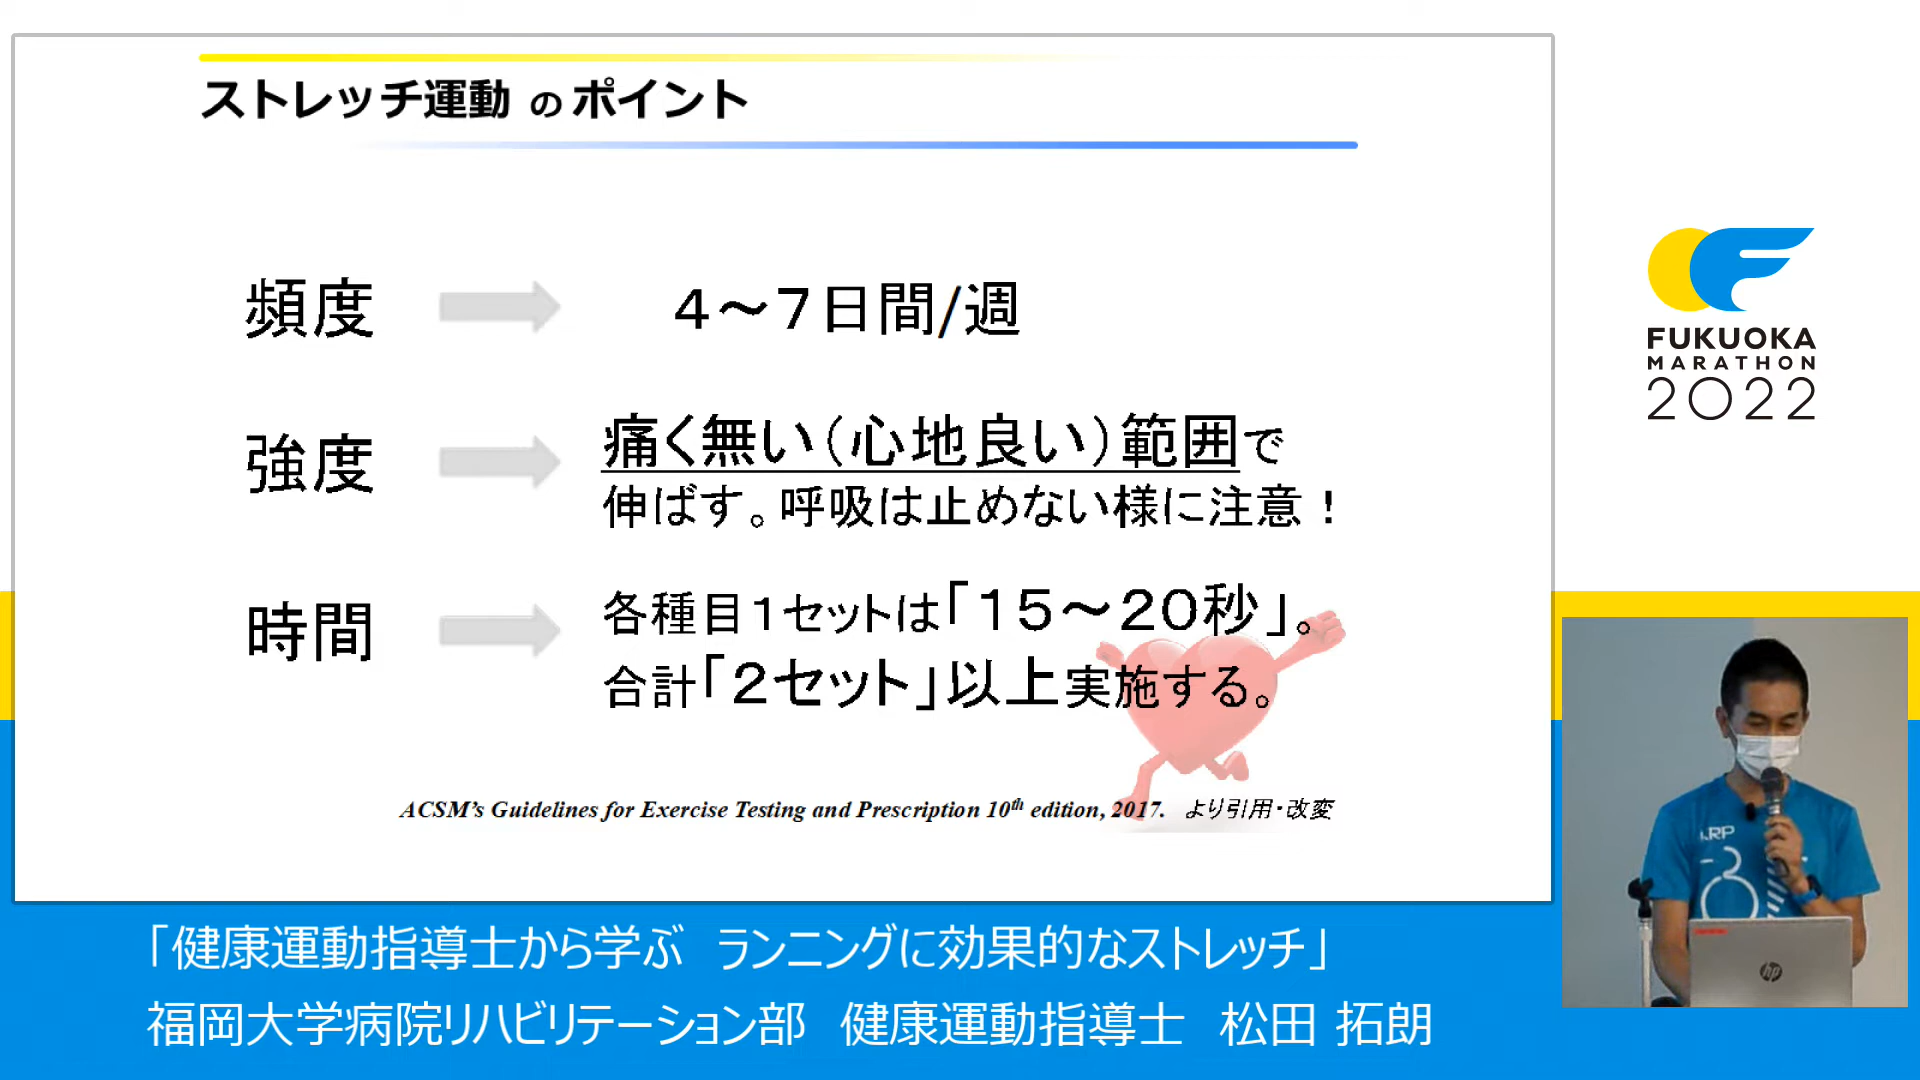 ストレッチ運動 のポイント
頻度 4～7日間/週
強度 痛く無い（心地良い）範囲で
伸ばす。呼吸は止めない様に注意！
時間 各種目1セットは「15～20秒」。
合計「2セット」以上実施する。
ACSM's Guidelines for Exercise Testing and Prescription 10th edition, 2017. より引用・改変
FUKUOKA
MARATHON
2022
ARP
hp
「健康運動指導士から学ぶ ランニングに効果的なストレッチ」
福岡大学病院リハビリテーション部 健康運動指導士 松田 拓朗